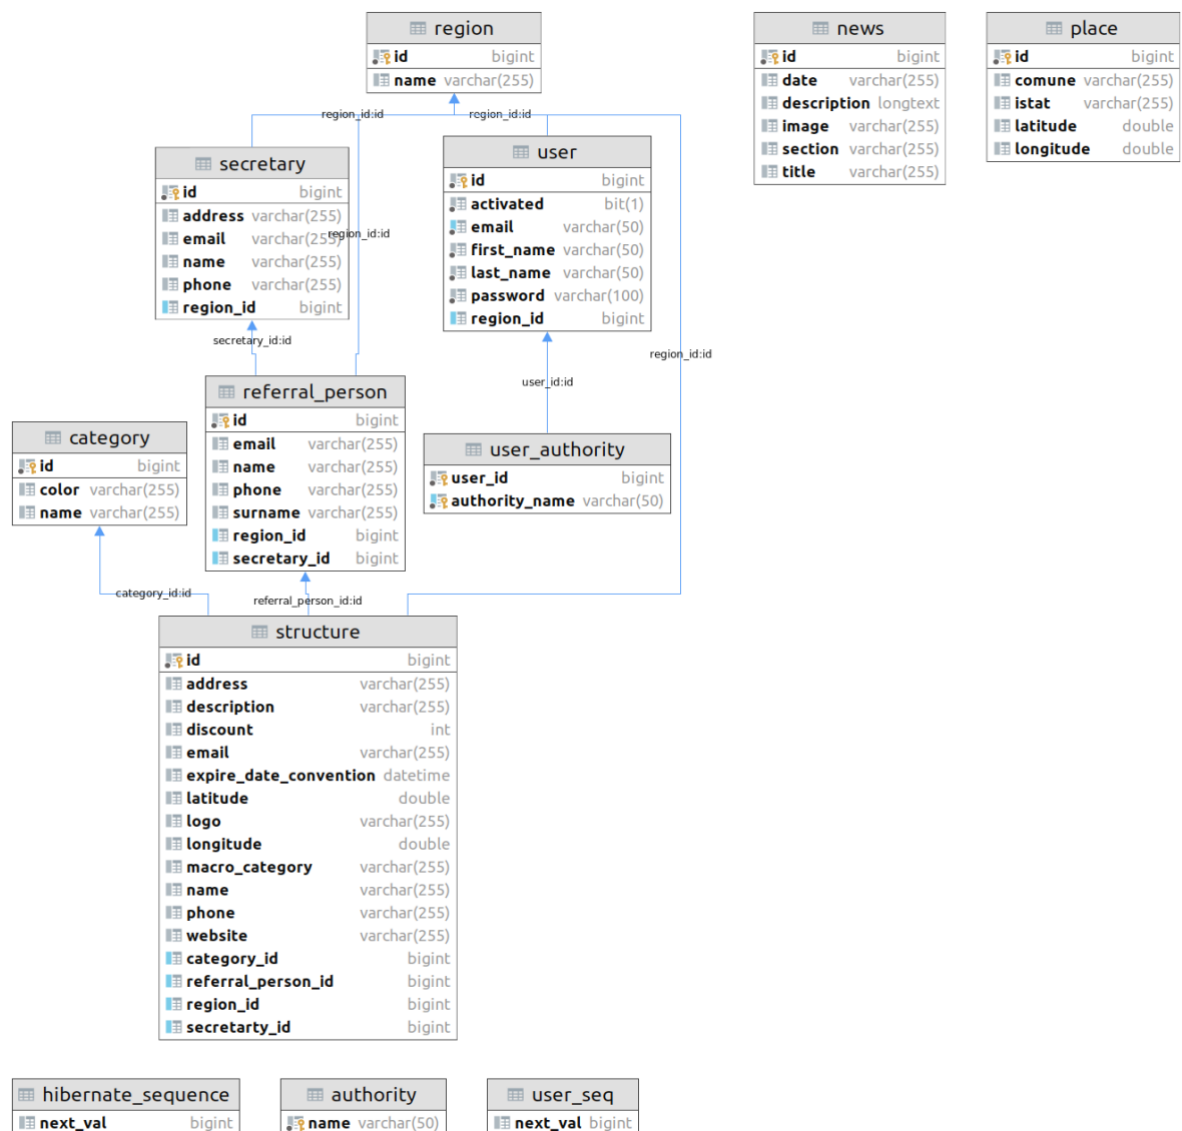 region
id bigint
name varchar(255)
news
id bigint
date varchar(255)
description longtext
image varchar(255)
section varchar(255)
title varchar(255)
place
id bigint
comune varchar(255)
istat varchar(255)
latitude double
longitude double
region_id:id
region_id:id
secretary
id bigint
address varchar(255)
email varchar(255)
name varchar(255)
phone varchar(255)
region_id bigint
region_id:id
user
id bigint
activated bit(1)
email varchar(50)
first_name varchar(50)
last_name varchar(50)
password varchar(100)
region_id bigint
secretary_id:id
region_id:id
user_id:id
referral_person
id bigint
email varchar(255)
name varchar(255)
phone varchar(255)
surname varchar(255)
region_id bigint
secretary_id bigint
category
id bigint
color varchar(255)
name varchar(255)
user_authority
user_id bigint
authority_name varchar(50)
category_id:id
referral_person_id:id
structure
id bigint
address varchar(255)
description varchar(255)
discount int
email varchar(255)
expire_date_convention datetime
latitude double
logo varchar(255)
longitude double
macro_category varchar(255)
name varchar(255)
phone varchar(255)
website varchar(255)
category_id bigint
referral_person_id bigint
region_id bigint
secretarty_id bigint
hibernate_sequence
next_val bigint
authority
name varchar(50)
user_seq
next_val bigint